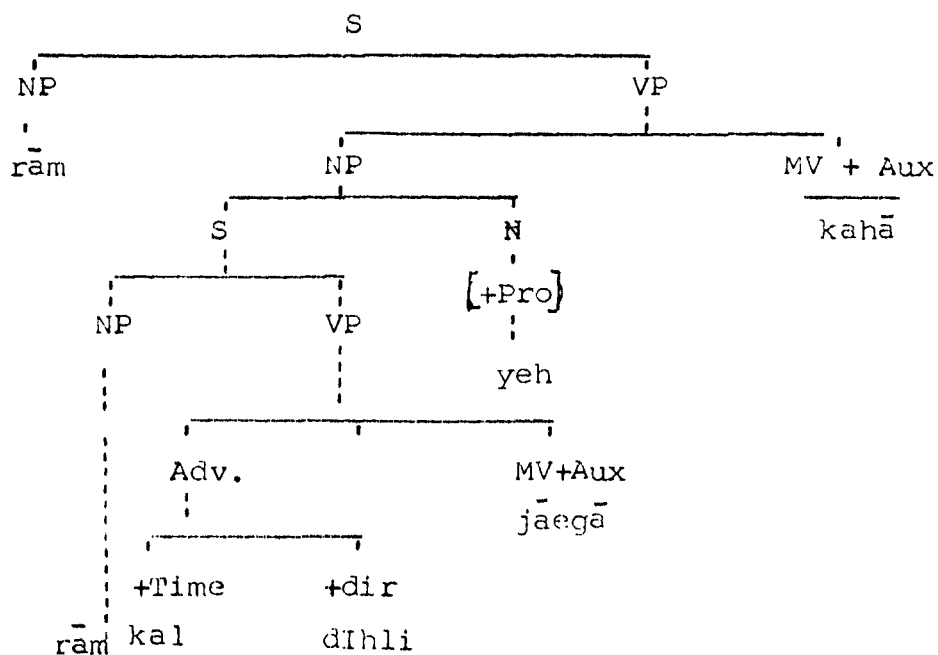 S
NP VP
rām NP MV + Aux
S N kahā
[+Pro]
NP VP
yeh
Adv. MV+Aux
jāegā
+Time +dir
rām kal dIhli